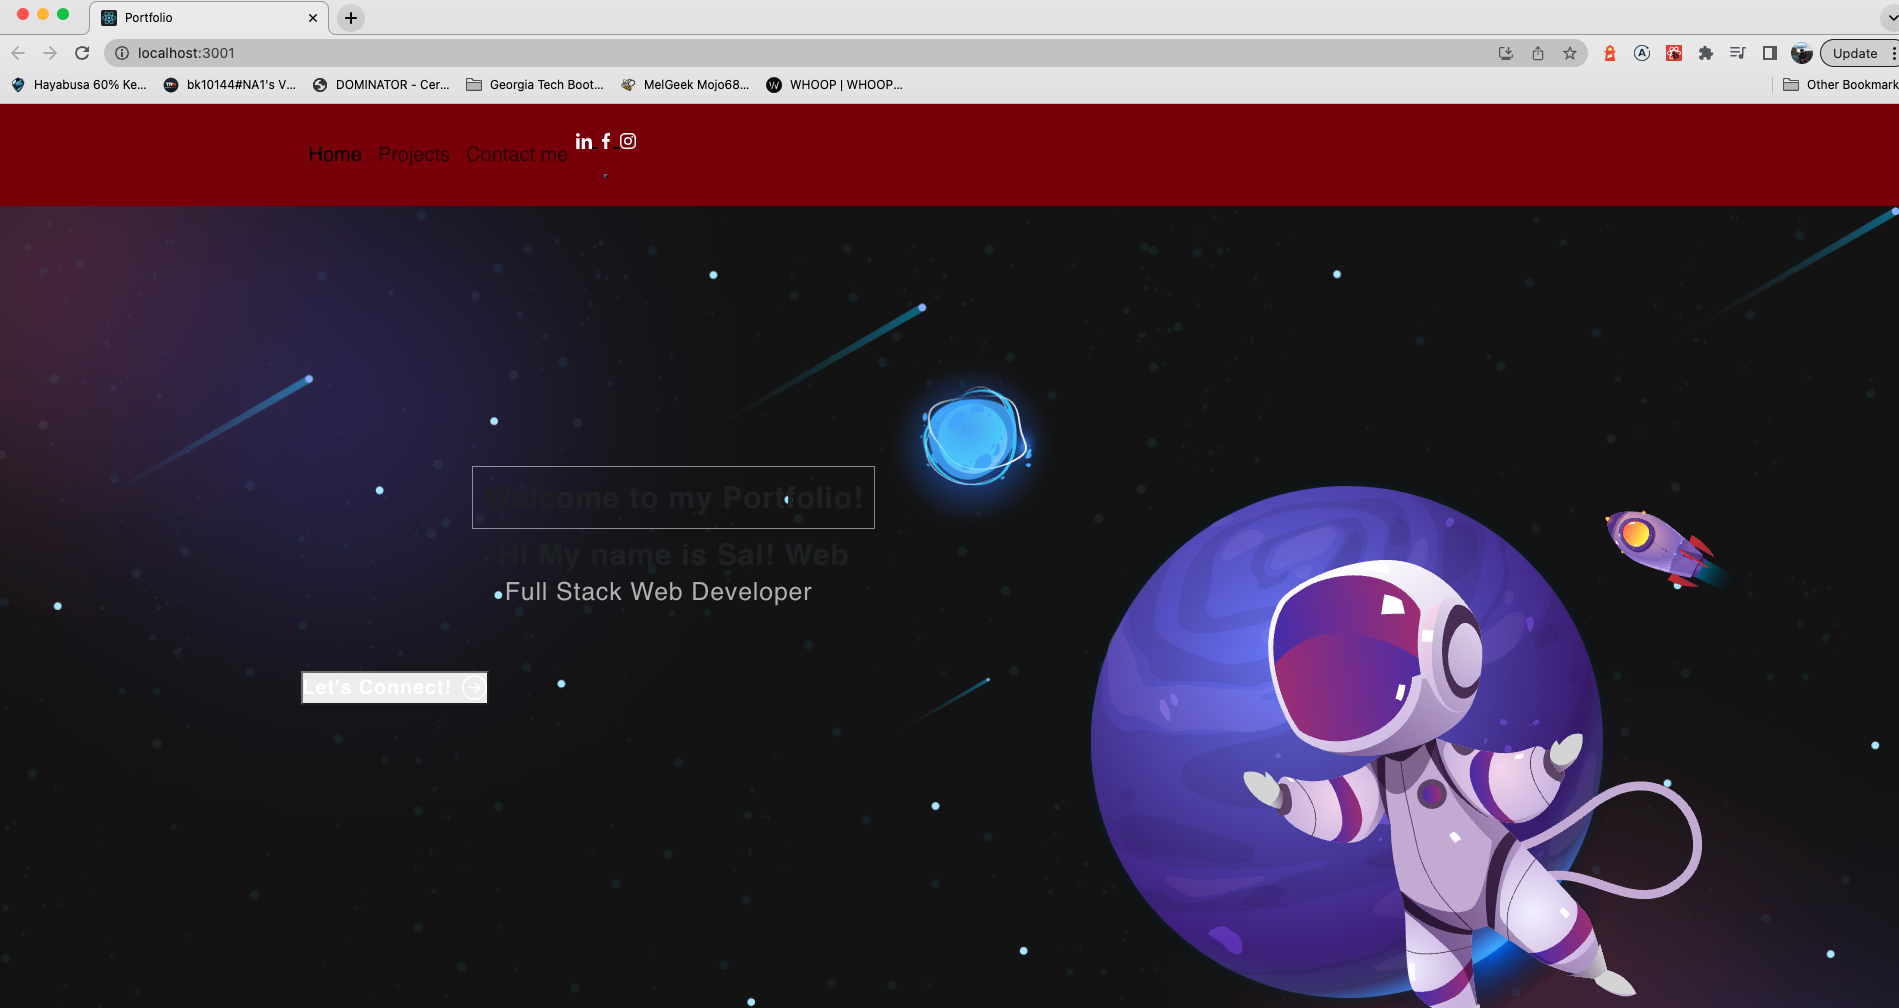 Portfolio
localhost:3001
Update
Hayabusa 60% Ke...
bk10144#NA1's V...
DOMINATOR - Cer...
Georgia Tech Boot...
MelGeek Mojo68...
WHOOP | WHOOP...
Other Bookmark
Home
Projects
Contact me
Welcome to my Portfolio!
Hi My name is Sal! Web
Full Stack Web Developer
Let's Connect!